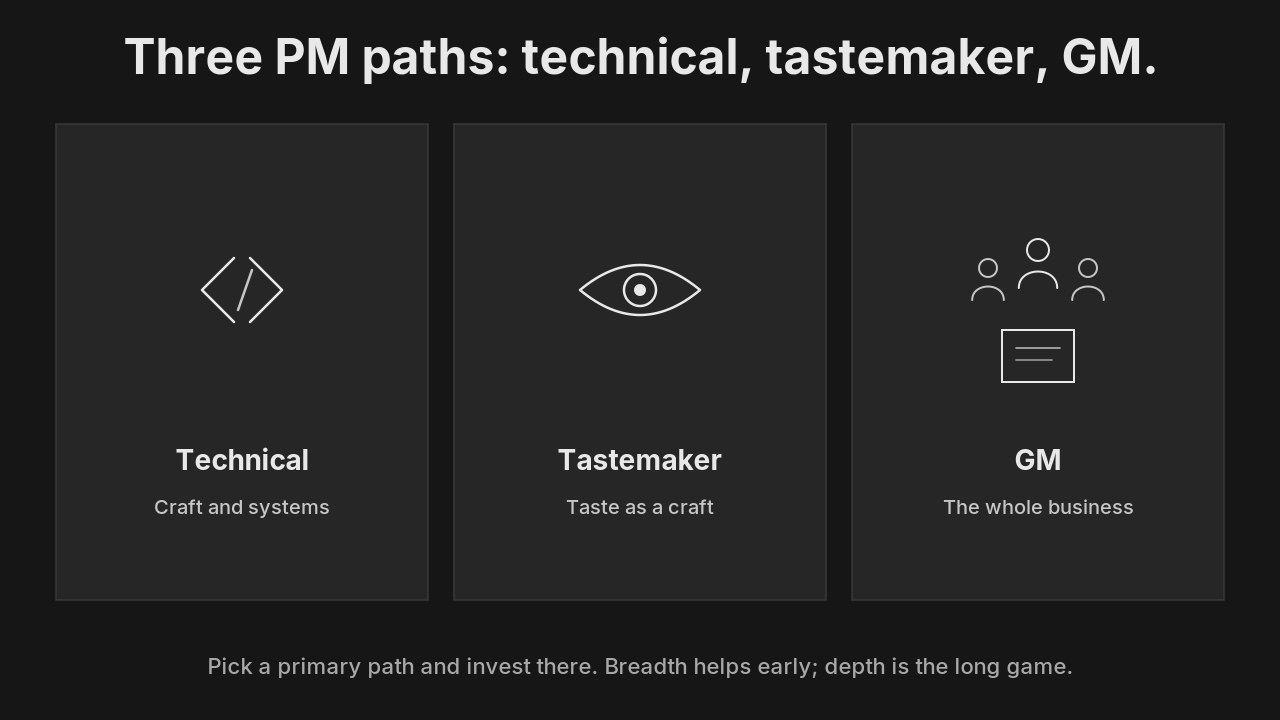 Three PM paths: technical, tastemaker, GM.
Technical
Craft and systems
Tastemaker
Taste as a craft
GM
The whole business
Pick a primary path and invest there. Breadth helps early; depth is the long game.